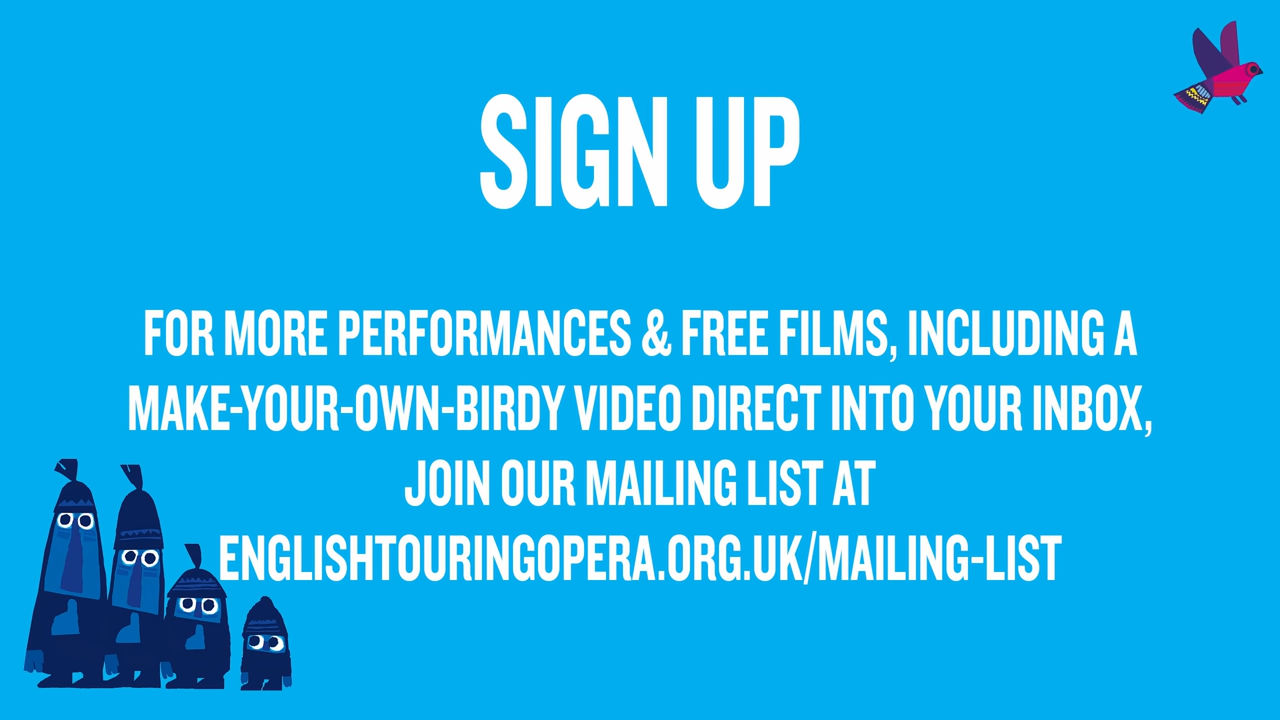 SIGN UP
FOR MORE PERFORMANCES & FREE FILMS, INCLUDING A
MAKE-YOUR-OWN-BIRDY VIDEO DIRECT INTO YOUR INBOX,
JOIN OUR MAILING LIST AT
ENGLISHTOURINGOPERA.ORG.UK/MAILING-LIST